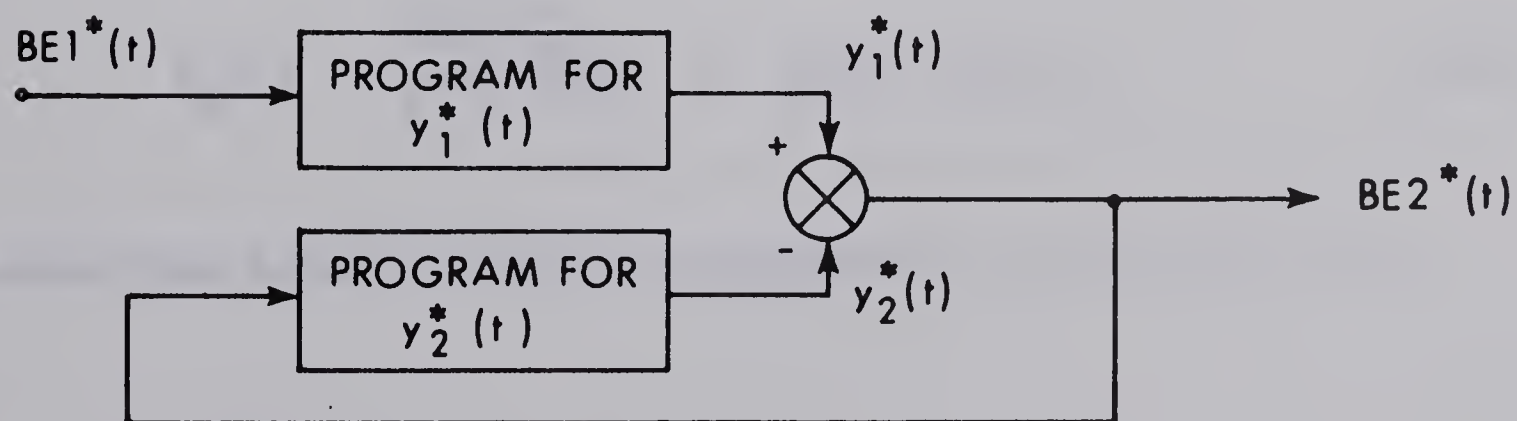 BE1*(t)
PROGRAM FOR
y₁*(t)
y₁*(t)
+
BE2*(t)
-
PROGRAM FOR
y₂*(t)
y₂*(t)